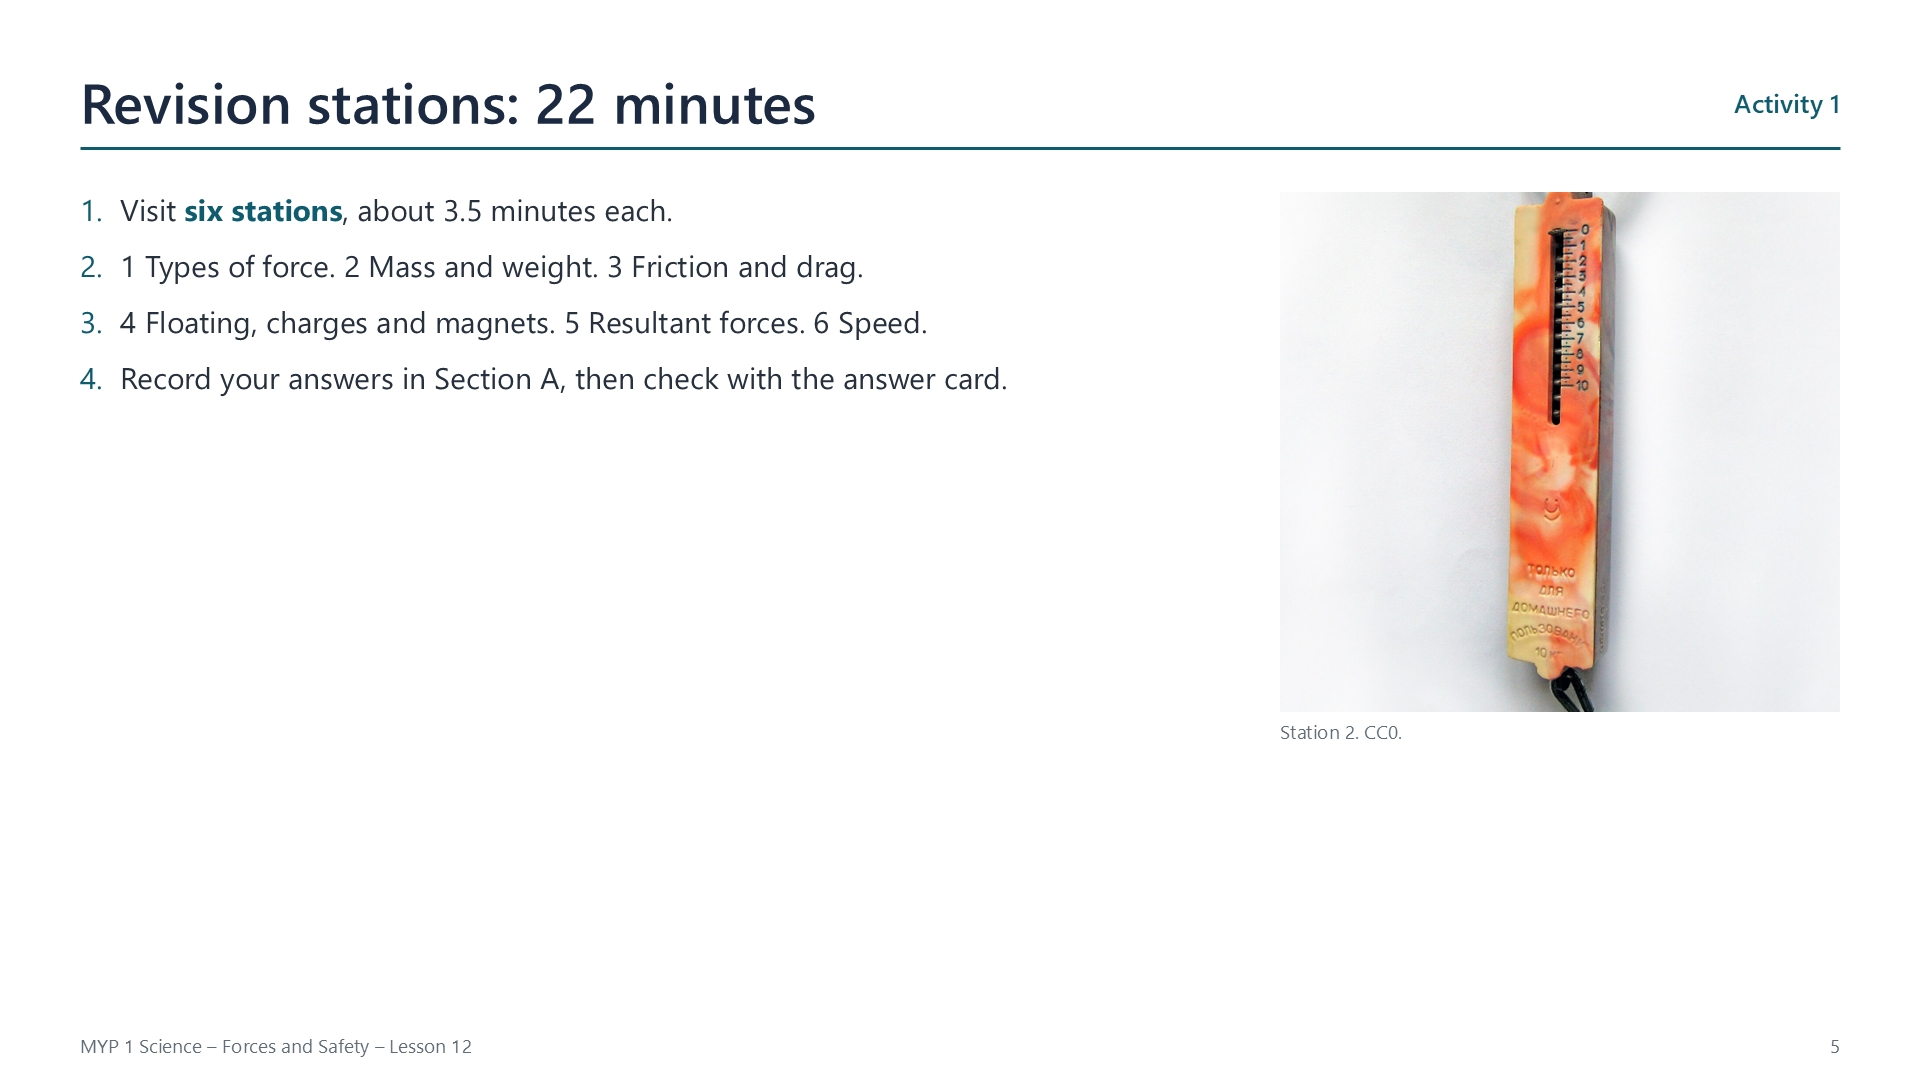 Revision stations: 22 minutes
Activity 1
1. Visit six stations, about 3.5 minutes each.
2. 1 Types of force. 2 Mass and weight. 3 Friction and drag.
3. 4 Floating, charges and magnets. 5 Resultant forces. 6 Speed.
4. Record your answers in Section A, then check with the answer card.
0
1
2
3
4
5
6
7
8
9
10
ТОЛЬКО
ДЛЯ
ДОМАШНЕГО
10 кг
Station 2. CC0.
MYP 1 Science – Forces and Safety – Lesson 12
5